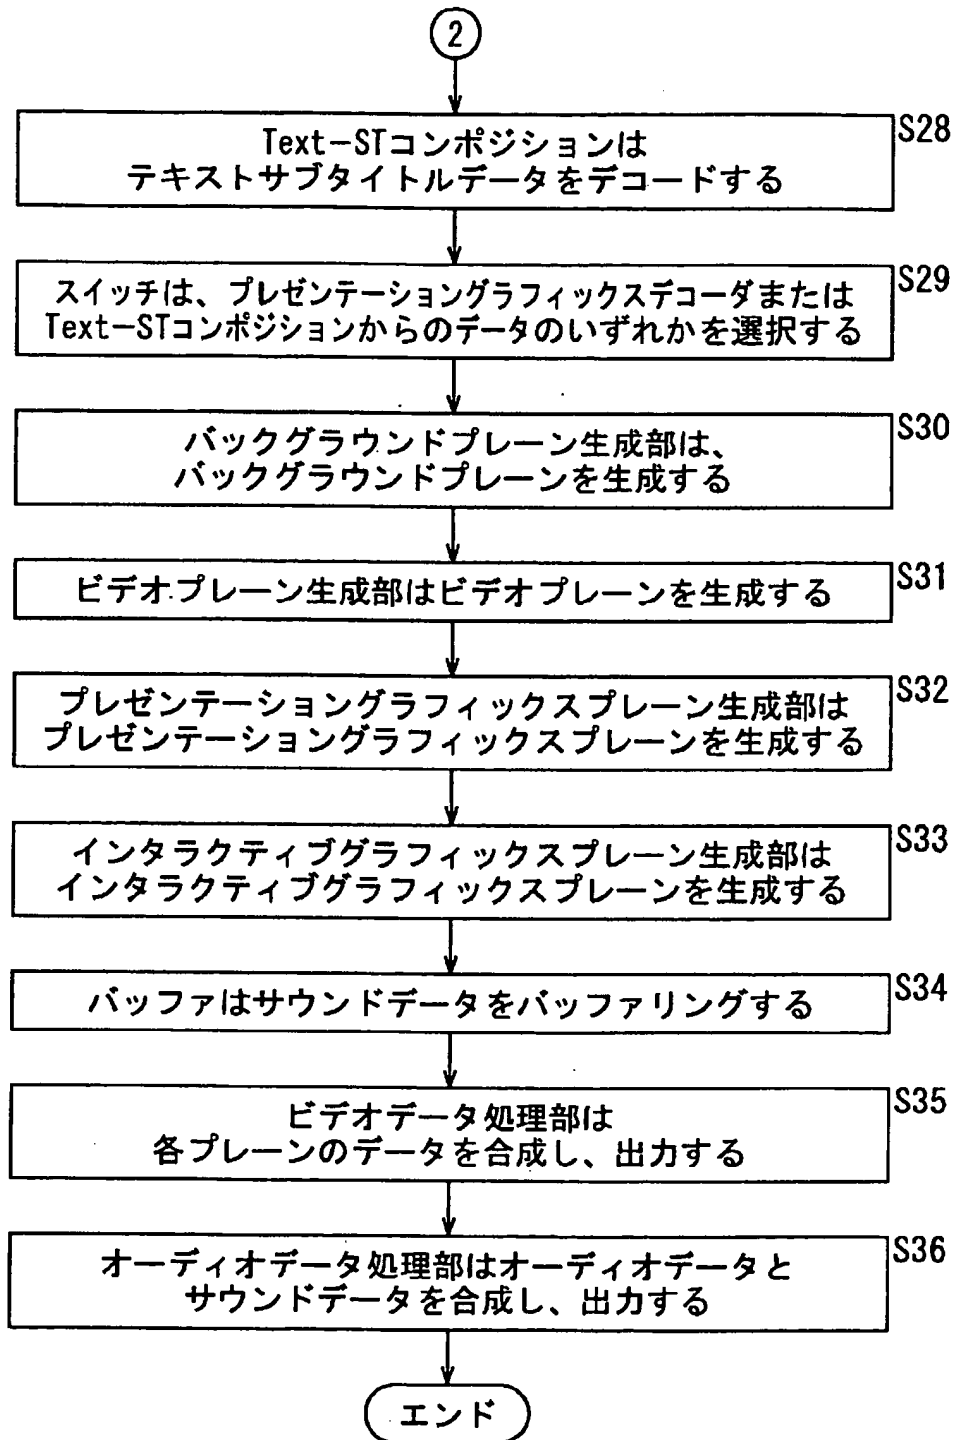 2
S28
Text-STコンポジションは
テキストサブタイトルデータをデコードする
S29
スイッチは、プレゼンテーショングラフィックスデコーダまたは
Text-STコンポジションからのデータのいずれかを選択する
S30
バックグラウンドプレーン生成部は、
バックグラウンドプレーンを生成する
S31
ビデオプレーン生成部はビデオプレーンを生成する
S32
プレゼンテーショングラフィックスプレーン生成部は
プレゼンテーショングラフィックスプレーンを生成する
S33
インタラクティブグラフィックスプレーン生成部は
インタラクティブグラフィックスプレーンを生成する
S34
バッファはサウンドデータをバッファリングする
S35
ビデオデータ処理部は
各プレーンのデータを合成し、出力する
S36
オーディオデータ処理部はオーディオデータと
サウンドデータを合成し、出力する
エンド